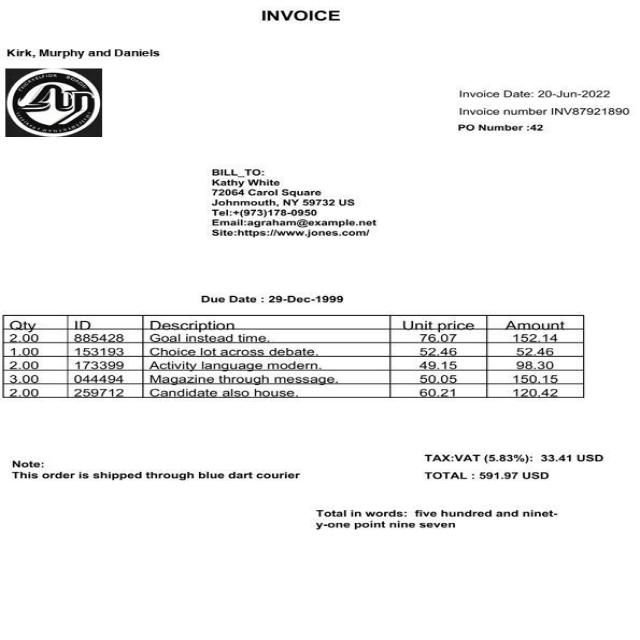 INVOICE
Kirk, Murphy and Daniels
Invoice Date: 20-Jun-2022
Invoice number INV87921890
PO Number :42
BILL_TO:
Kathy White
72064 Carol Square
Johnmouth, NY 59732 US
Tel:+(973)178-0950
Email:agraham@example.net
Site:https://www.jones.com/
Due Date : 29-Dec-1999
Qty ID Description Unit price Amount
2.00 885428 Goal instead time. 76.07 152.14
1.00 153193 Choice lot across debate. 52.46 52.46
2.00 173399 Activity language modern. 49.15 98.30
3.00 044494 Magazine through message. 50.05 150.15
2.00 259712 Candidate also house. 60.21 120.42
TAX:VAT (5.83%): 33.41 USD
Note:
This order is shipped through blue dart courier
TOTAL : 591.97 USD
Total in words: five hundred and ninet-
y-one point nine seven